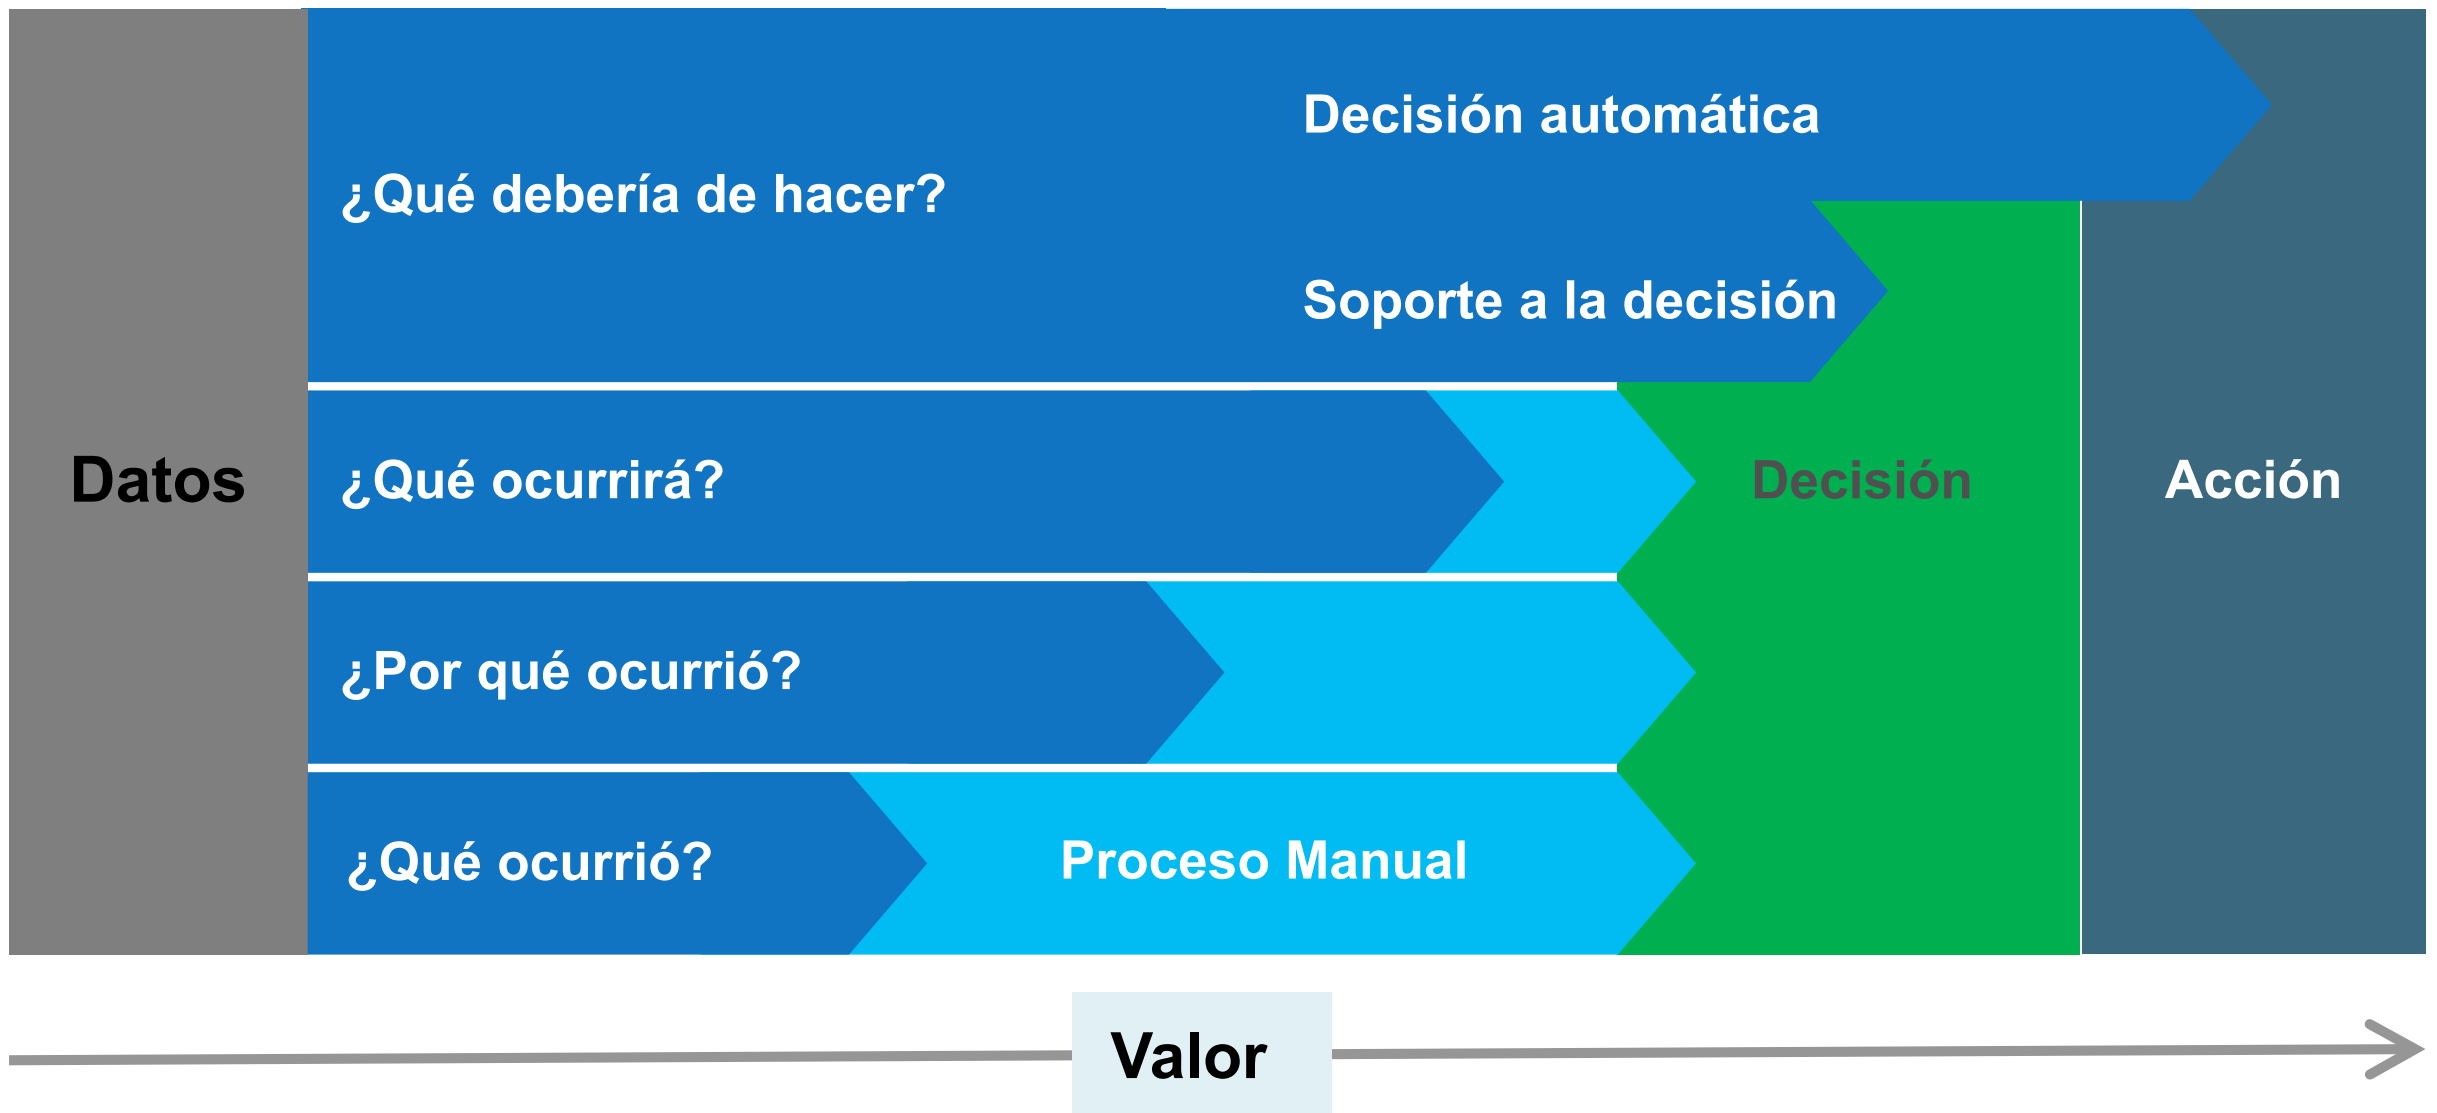 Decisión automática
¿Qué debería de hacer?
Soporte a la decisión
Datos
¿Qué ocurrirá?
Decisión
Acción
¿Por qué ocurrió?
¿Qué ocurrió?
Proceso Manual
Valor